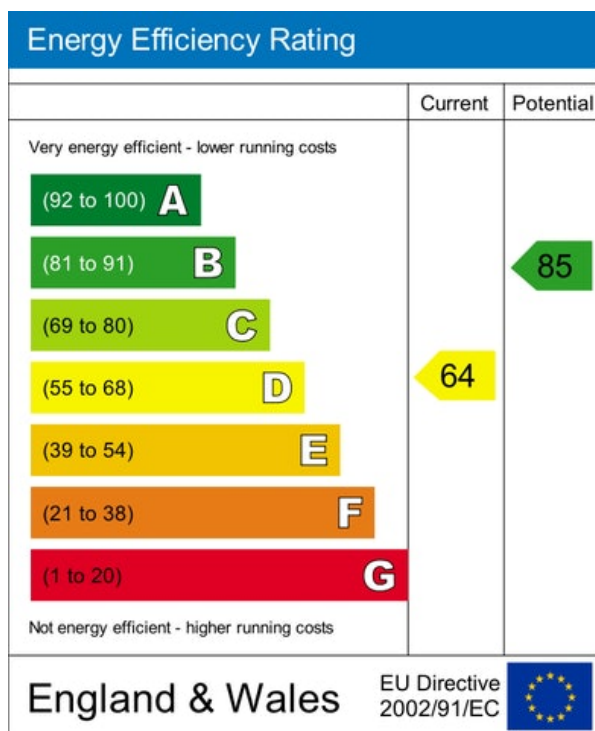 Energy Efficiency Rating
Current Potential
Very energy efficient - lower running costs
(92 to 100) A
(81 to 91) B
85
(69 to 80) C
(55 to 68) D
64
(39 to 54) E
(21 to 38) F
(1 to 20) G
Not energy efficient - higher running costs
England & Wales
EU Directive
2002/91/EC